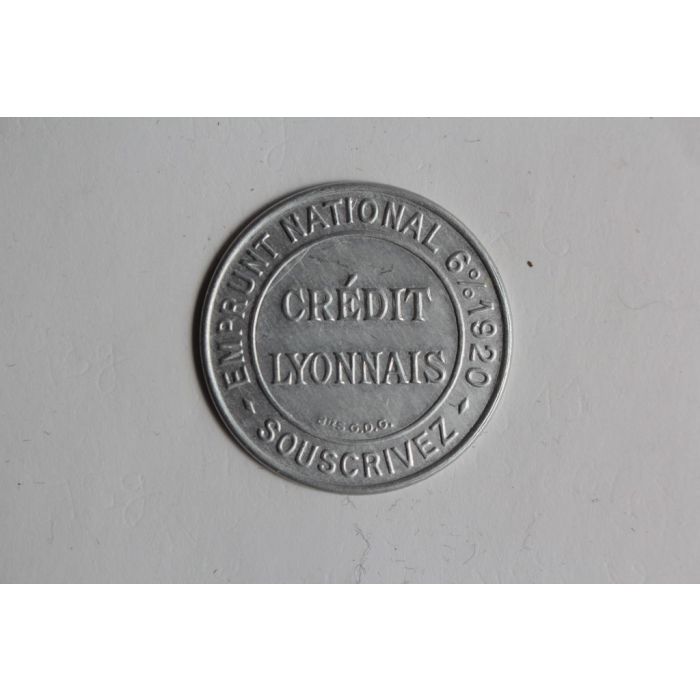 EMPRUNT NATIONAL 6% 1920
CRÉDIT
LYONNAIS
G.D.G.
SOUSCRIVEZ